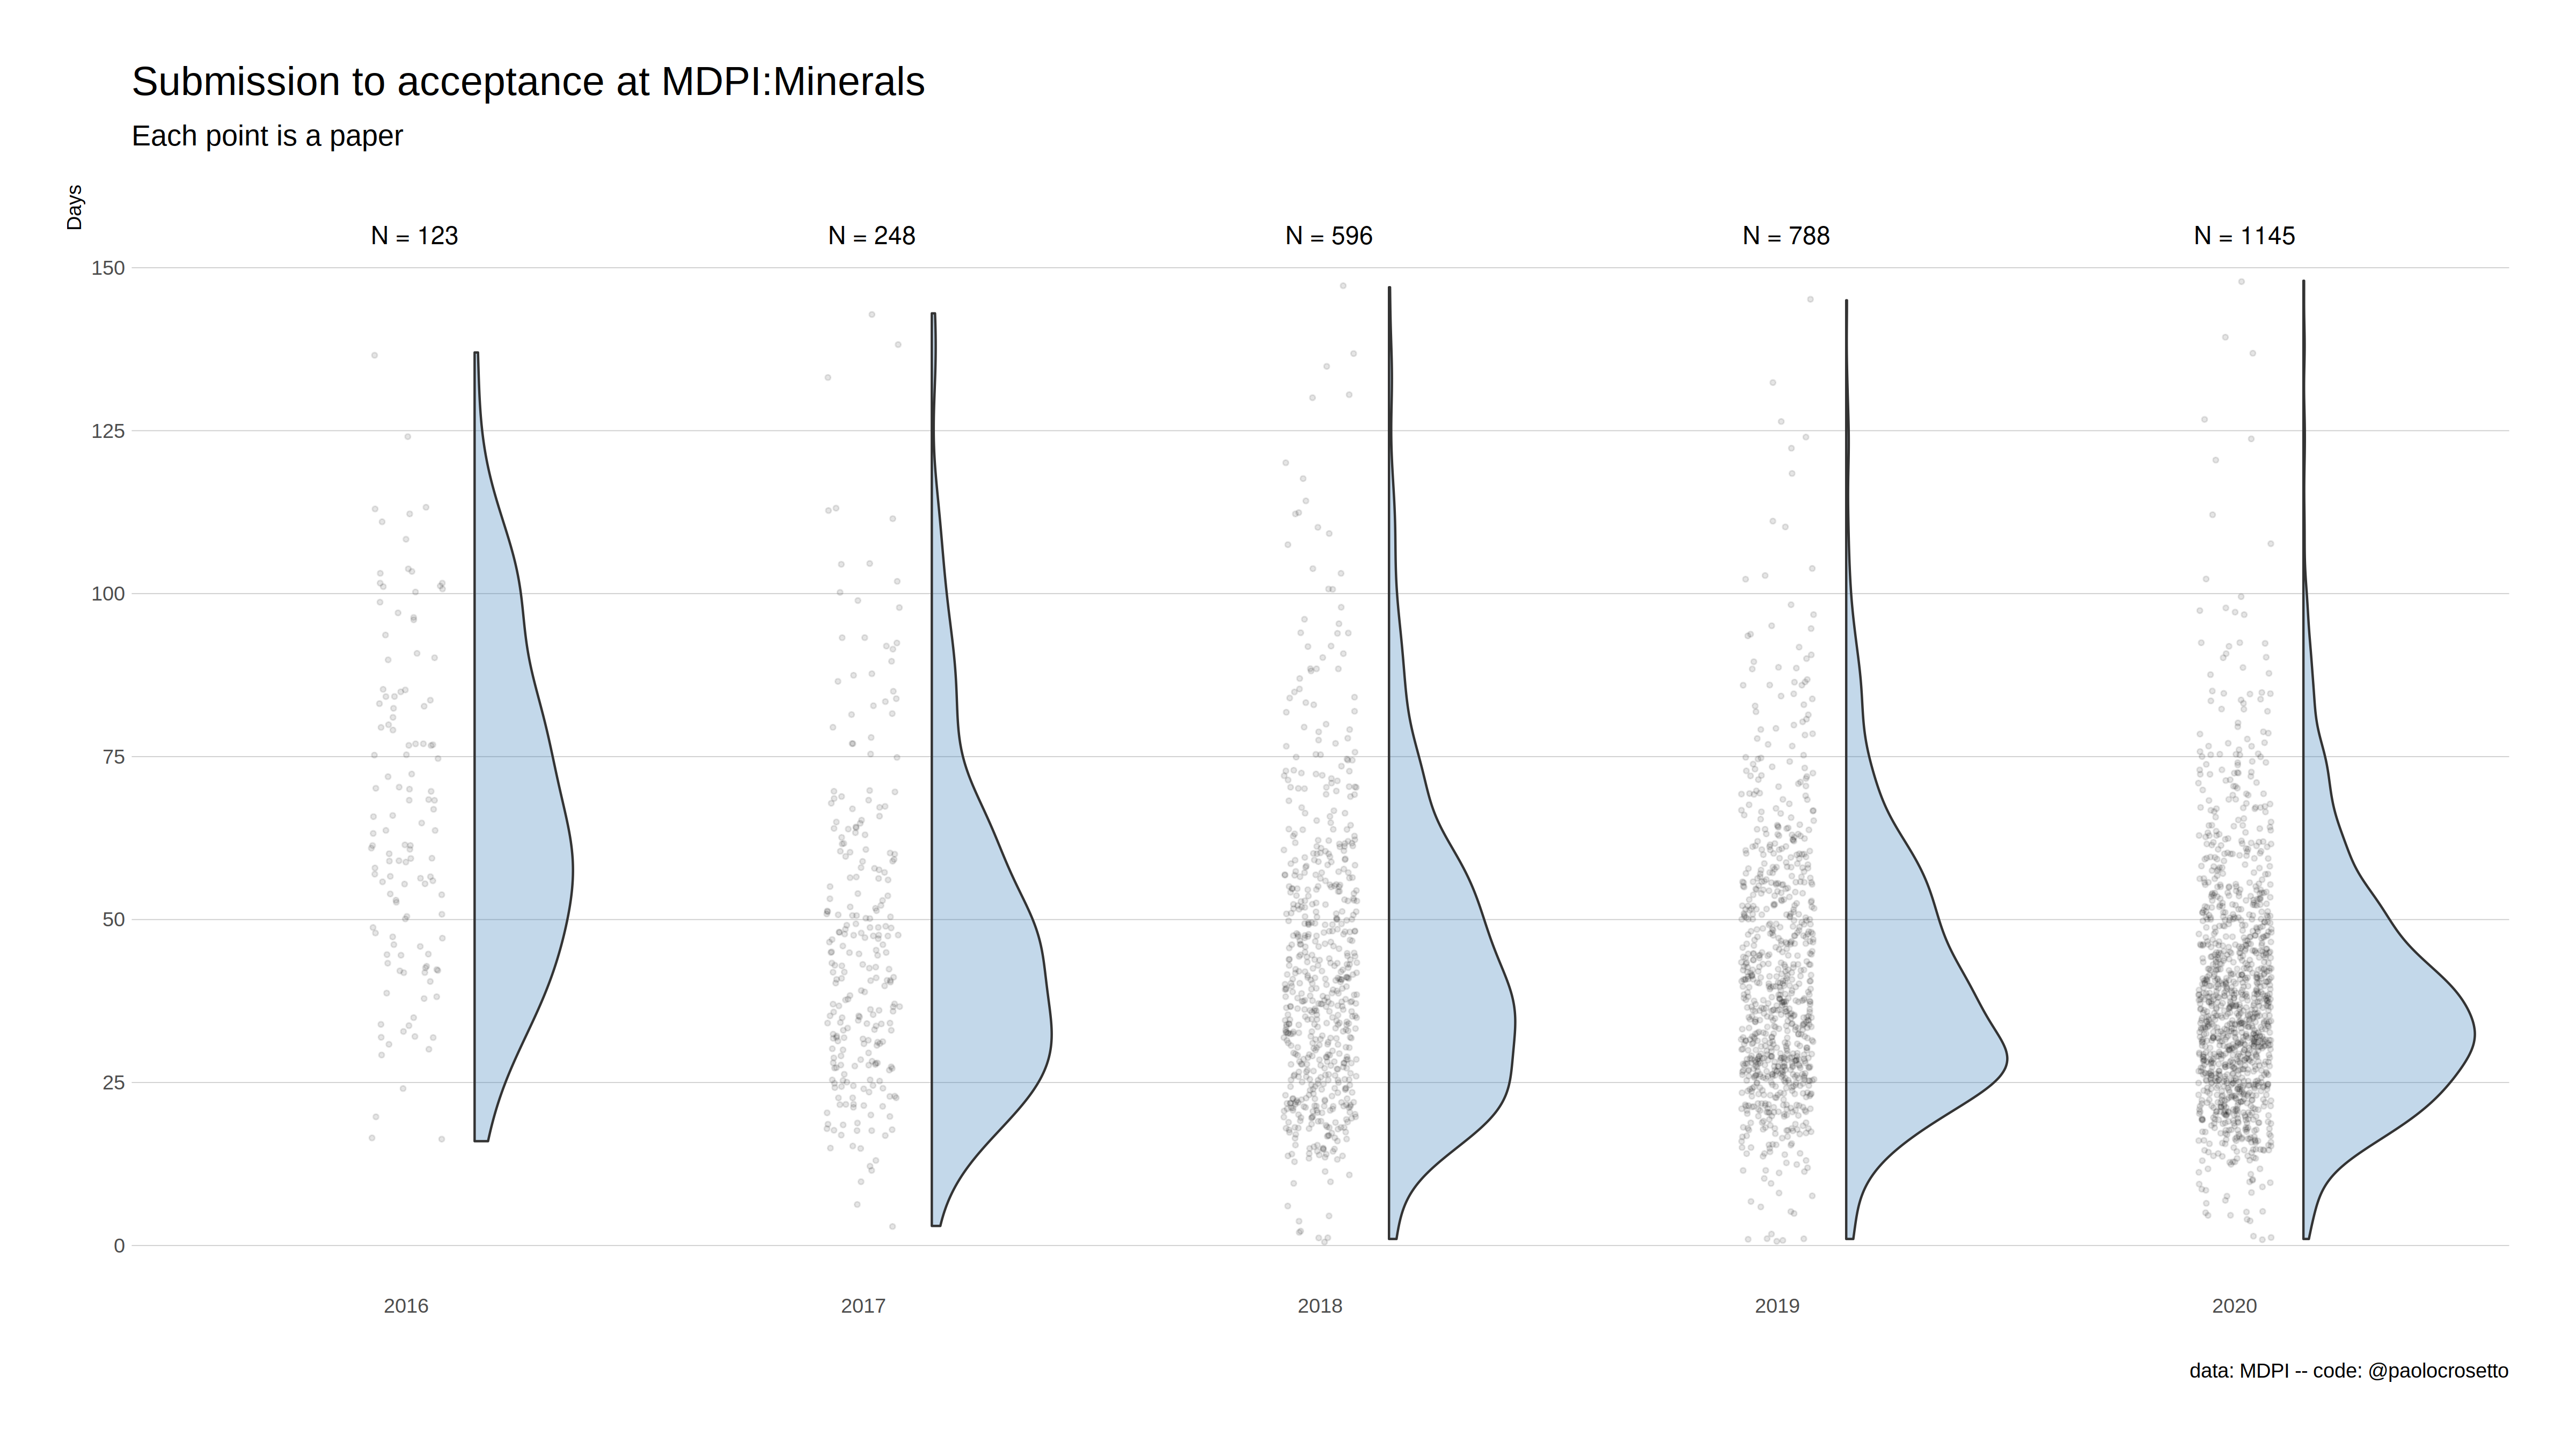 Submission to acceptance at MDPI:Minerals
Each point is a paper
Days
N = 123
N = 248
N = 596
N = 788
N = 1145
150
125
100
75
50
25
0
2016
2017
2018
2019
2020
data: MDPI -- code: @paolocrosetto